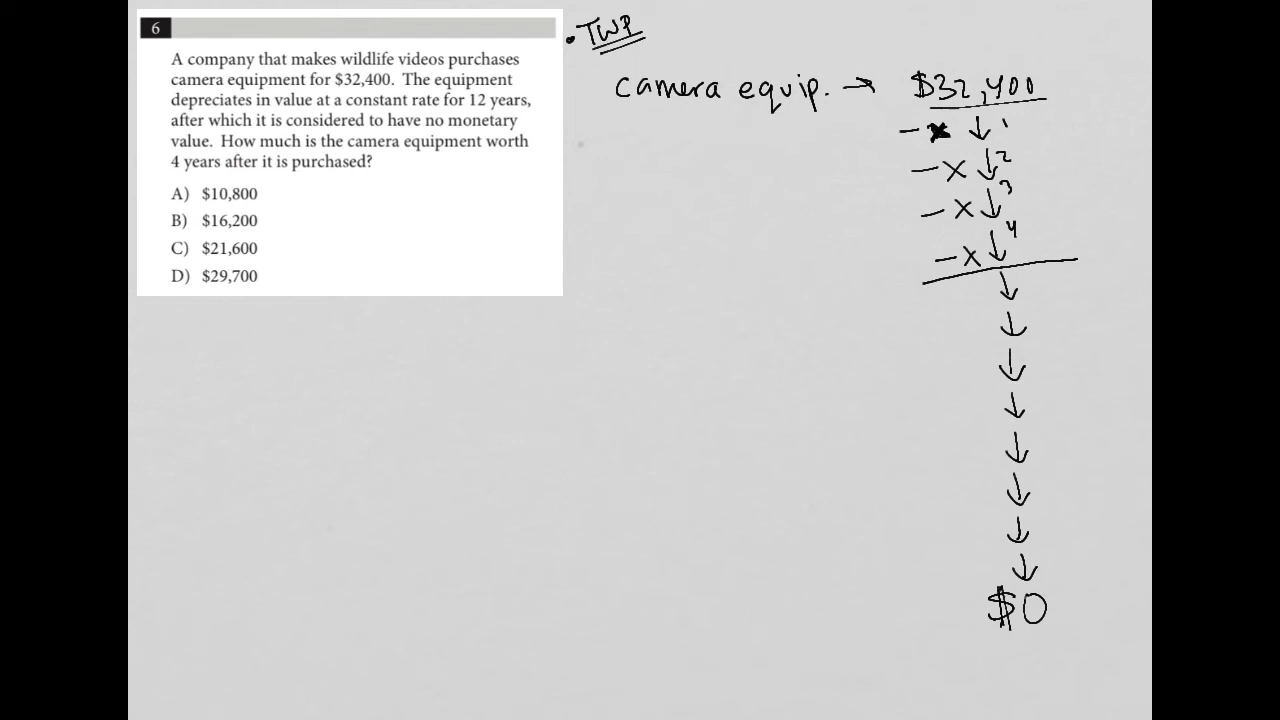 6
A company that makes wildlife videos purchases
camera equipment for $32,400. The equipment
depreciates in value at a constant rate for 12 years,
after which it is considered to have no monetary
value. How much is the camera equipment worth
4 years after it is purchased?
A) $10,800
B) $16,200
C) $21,600
D) $29,700
• TWP
camera equip. → $32,400
− x ↓ 1
− x ↓ 2
− x ↓ 3
− x ↓ 4
↓
↓
↓
↓
↓
↓
↓
↓
$0